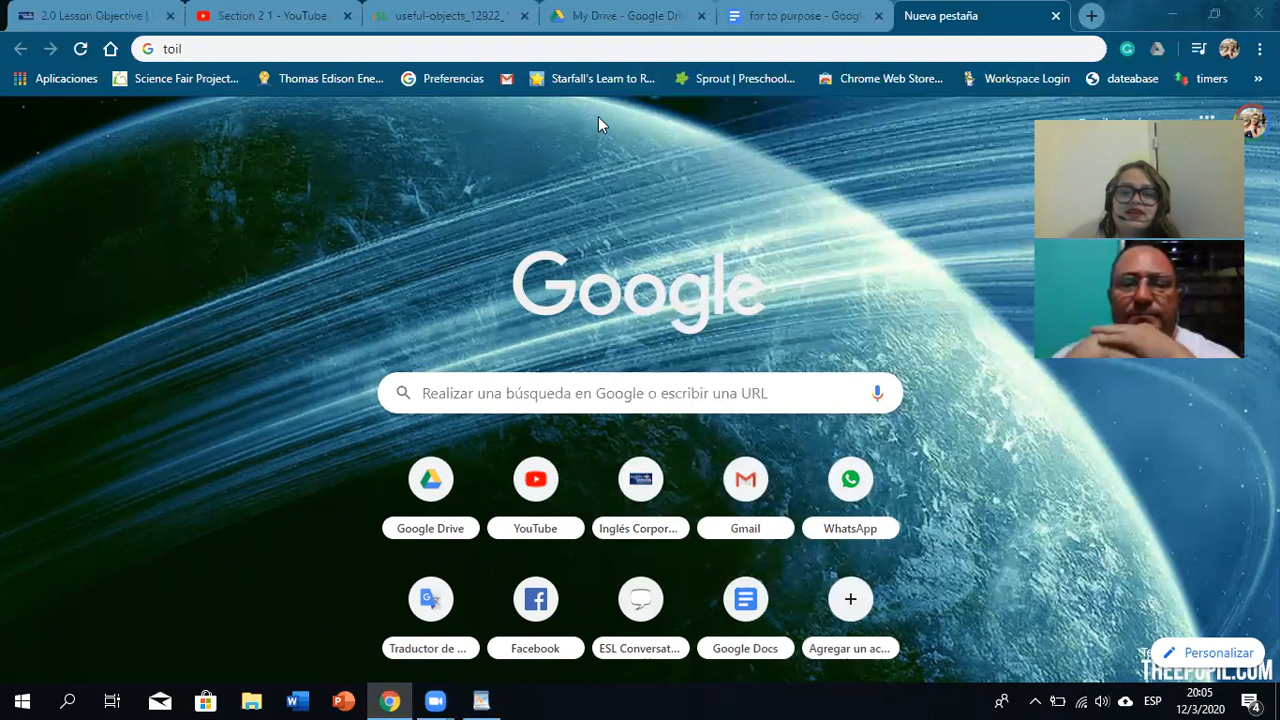 2.0 Lesson Objective |
Section 2 1 - YouTube
useful-objects_12922_
My Drive - Google Dri
for to purpose - Googl
Nueva pestaña
toil
Aplicaciones
Science Fair Project...
Thomas Edison Ene...
Preferencias
Starfall's Learn to R...
Sprout | Preschool...
Chrome Web Store...
Workspace Login
dateabase
timers
»
Google
Realizar una búsqueda en Google o escribir una URL
Google Drive
YouTube
Inglés Corpor...
Gmail
WhatsApp
Traductor de ...
Facebook
ESL Conversat...
Google Docs
Agregar un ac...
Personalizar
THEEPUPIL.COM
ESP
20:05
12/3/2020
4